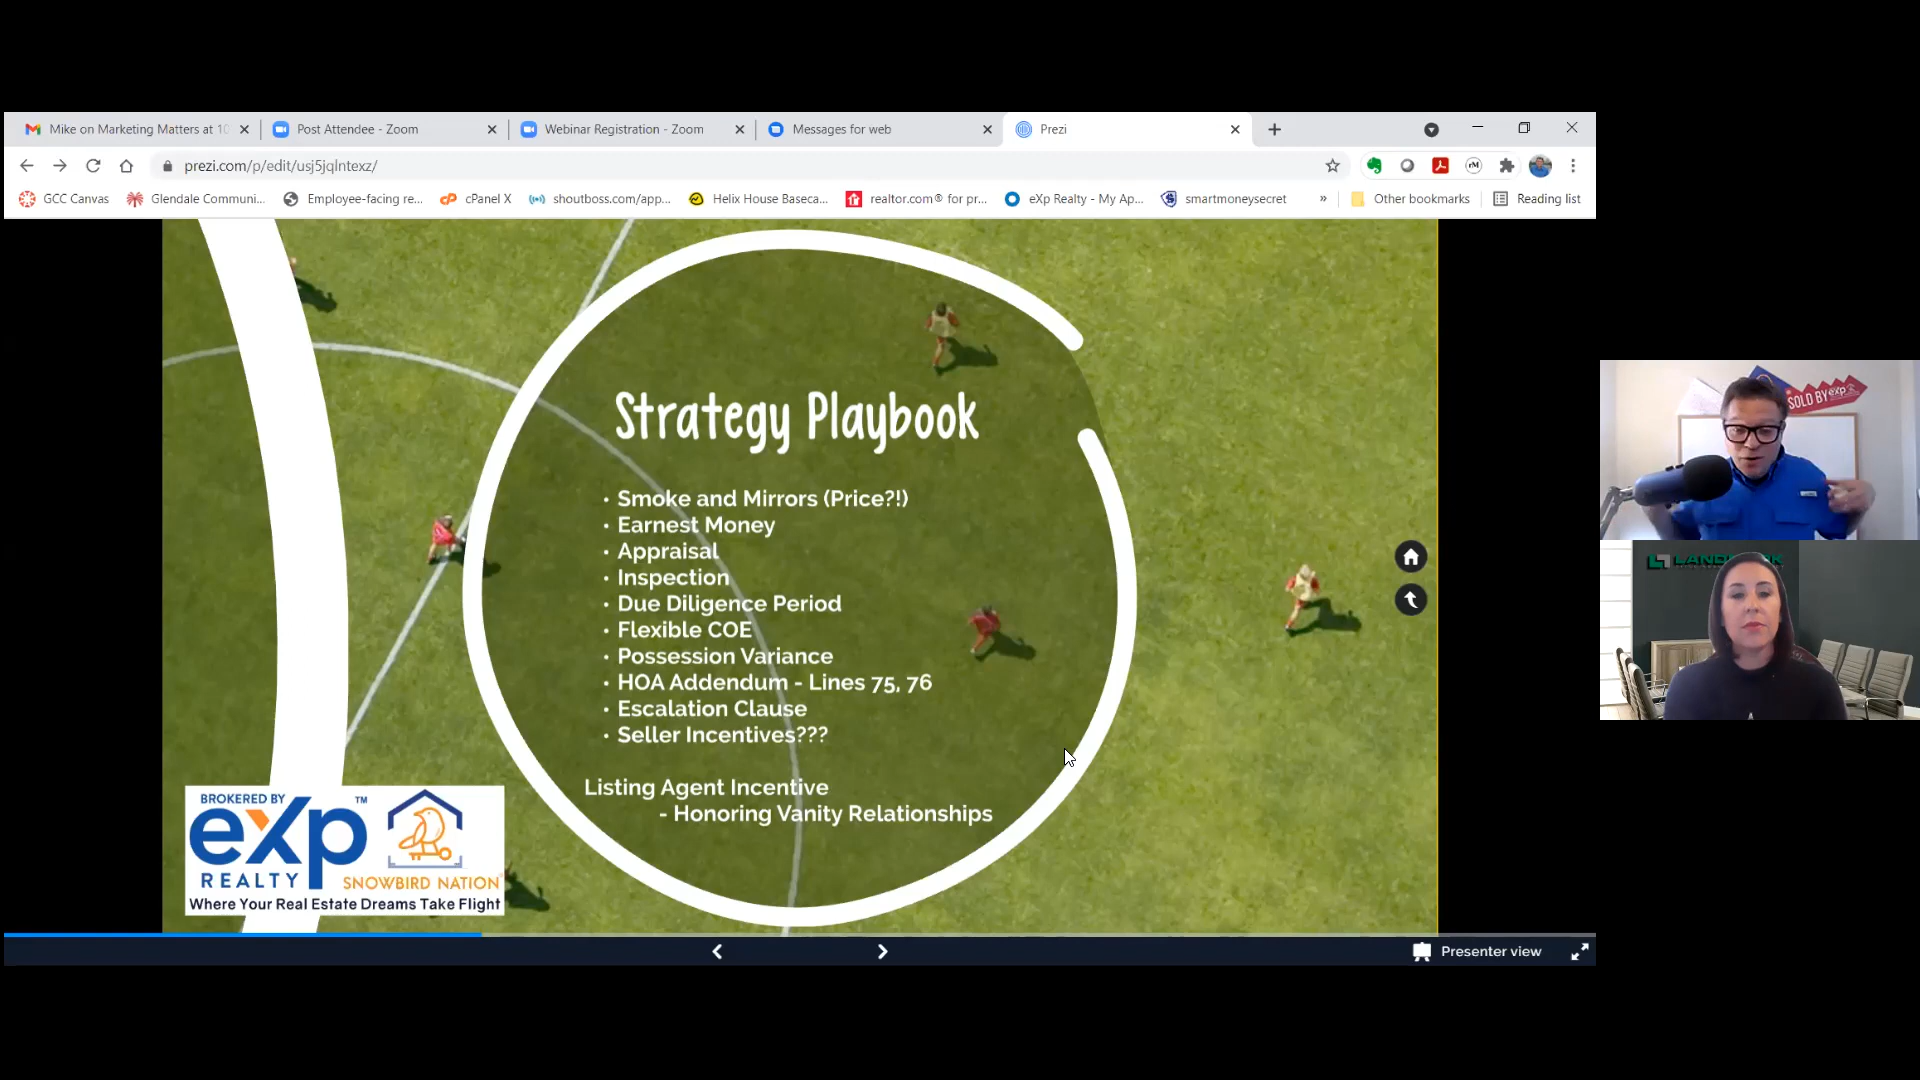 Mike on Marketing Matters at 10
Post Attendee - Zoom
Webinar Registration - Zoom
Messages for web
Prezi
prezi.com/p/edit/usj5jqlntexz/
GCC Canvas
Glendale Communi...
Employee-facing re...
cPanel X
shoutboss.com/app...
Helix House Baseca...
realtor.com® for pr...
eXp Realty - My Ap...
smartmoneysecret
»
Other bookmarks
Reading list
Strategy Playbook
• Smoke and Mirrors (Price?!)
• Earnest Money
• Appraisal
• Inspection
• Due Diligence Period
• Flexible COE
• Possession Variance
• HOA Addendum - Lines 75, 76
• Escalation Clause
• Seller Incentives???
Listing Agent Incentive
- Honoring Vanity Relationships
BROKERED BY
eXp™
REALTY
SNOWBIRD NATION
Where Your Real Estate Dreams Take Flight
Presenter view
SOLD BY eXp